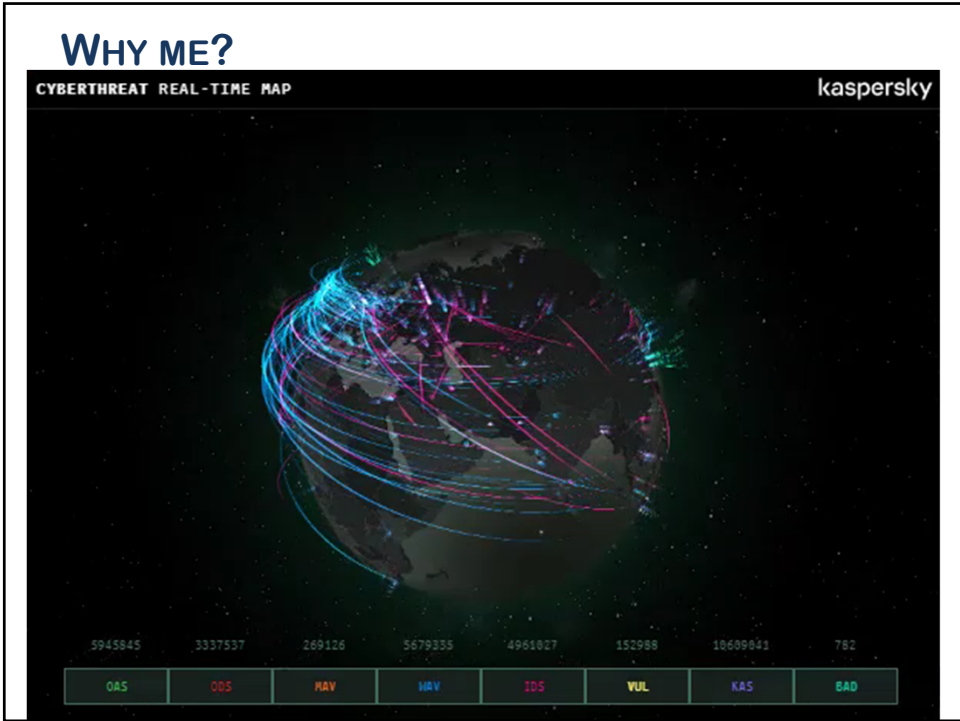 WHY ME?
CYBERTHREAT REAL-TIME MAP kaspersky
5945845 3337537 269126 5679335 4961027 152988 10609041 782
OAS ODS MAV WAV IDS VUL KAS BAD